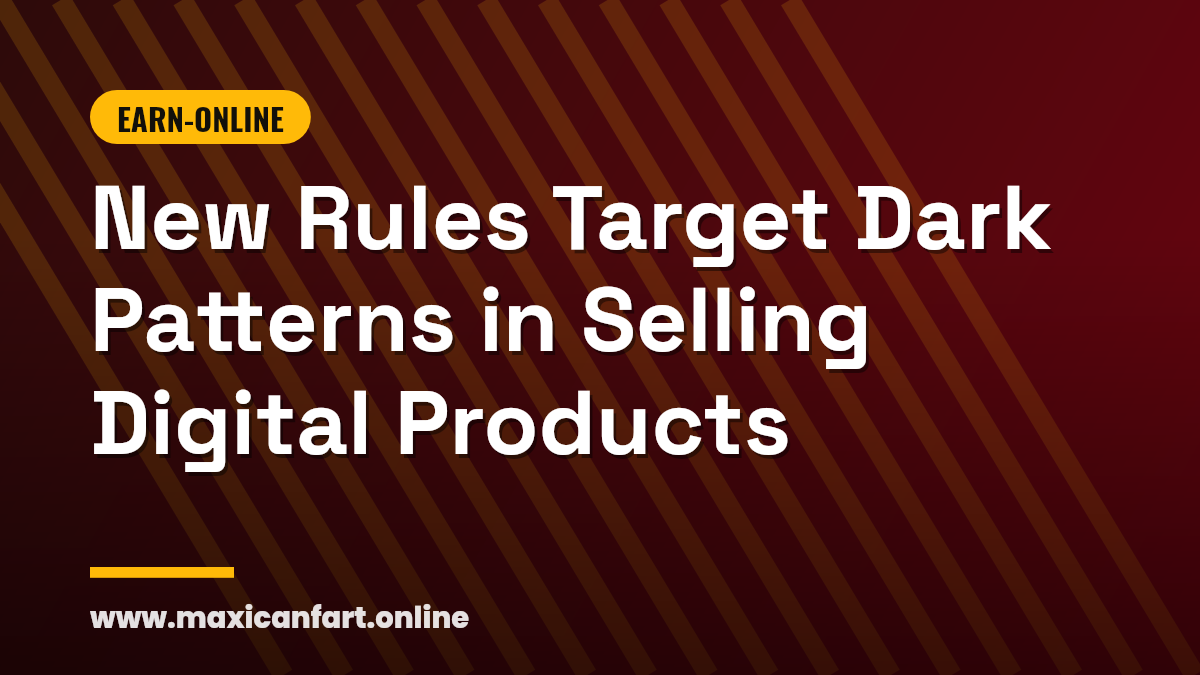 EARN-ONLINE
New Rules Target Dark
Patterns in Selling
Digital Products
www.maxicanfart.online